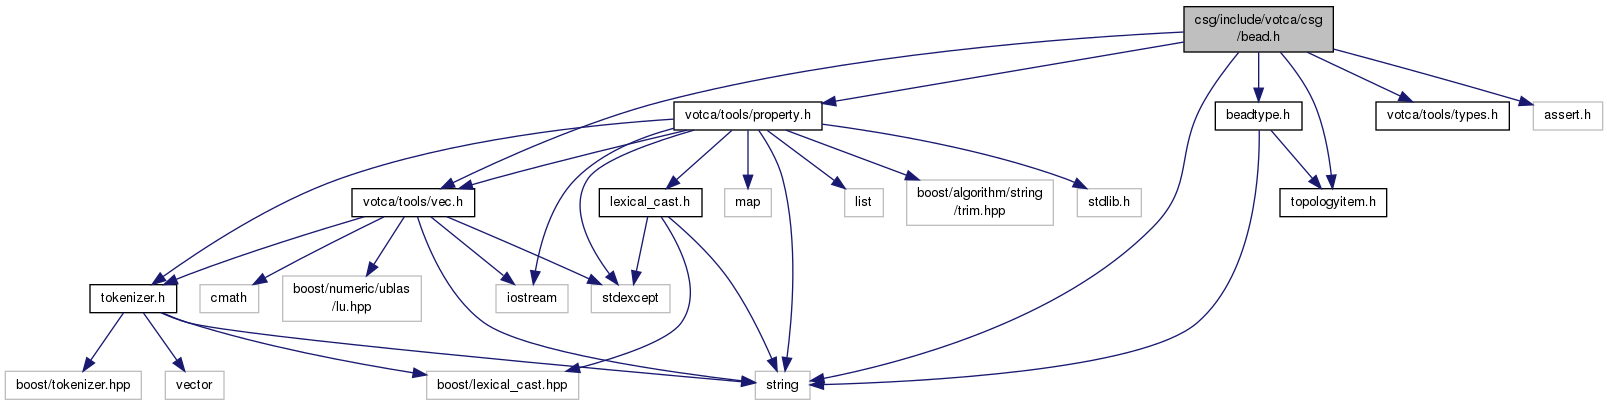 csg/include/votca/csg
/bead.h
votca/tools/property.h
beadtype.h
votca/tools/types.h
assert.h
votca/tools/vec.h
lexical_cast.h
map
list
boost/algorithm/string
/trim.hpp
stdlib.h
topologyitem.h
tokenizer.h
cmath
boost/numeric/ublas
/lu.hpp
iostream
stdexcept
boost/tokenizer.hpp
vector
boost/lexical_cast.hpp
string